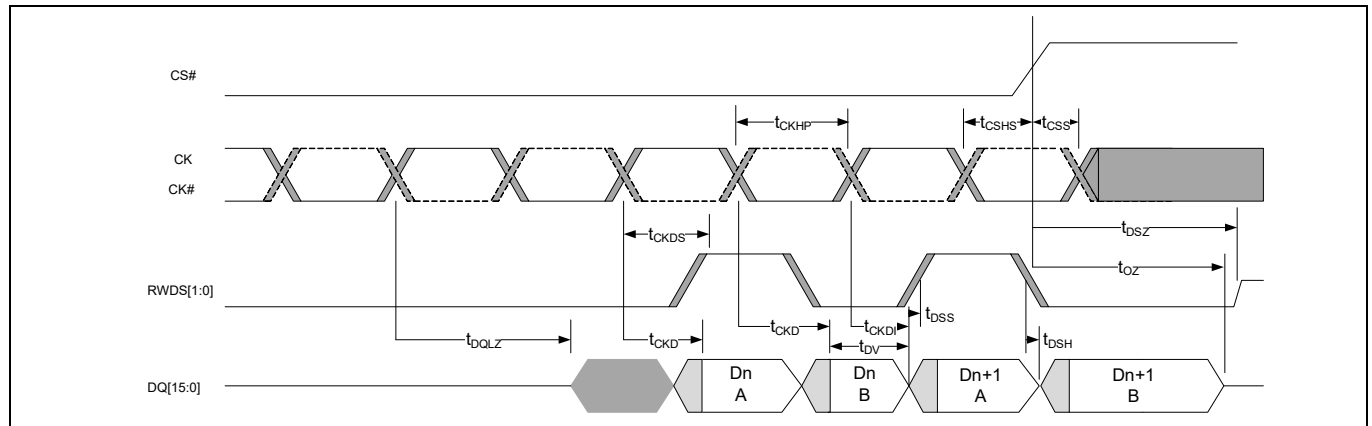 CS#
tCKHP
tCSHS
tCSS
CK
CK#
tDSZ
tCKDS
tOZ
RWDS[1:0]
tDSS
tCKD
tCKDI
tDQLZ
tCKD
tDV
tDSH
DQ[15:0]
Dn
A
Dn
B
Dn+1
A
Dn+1
B